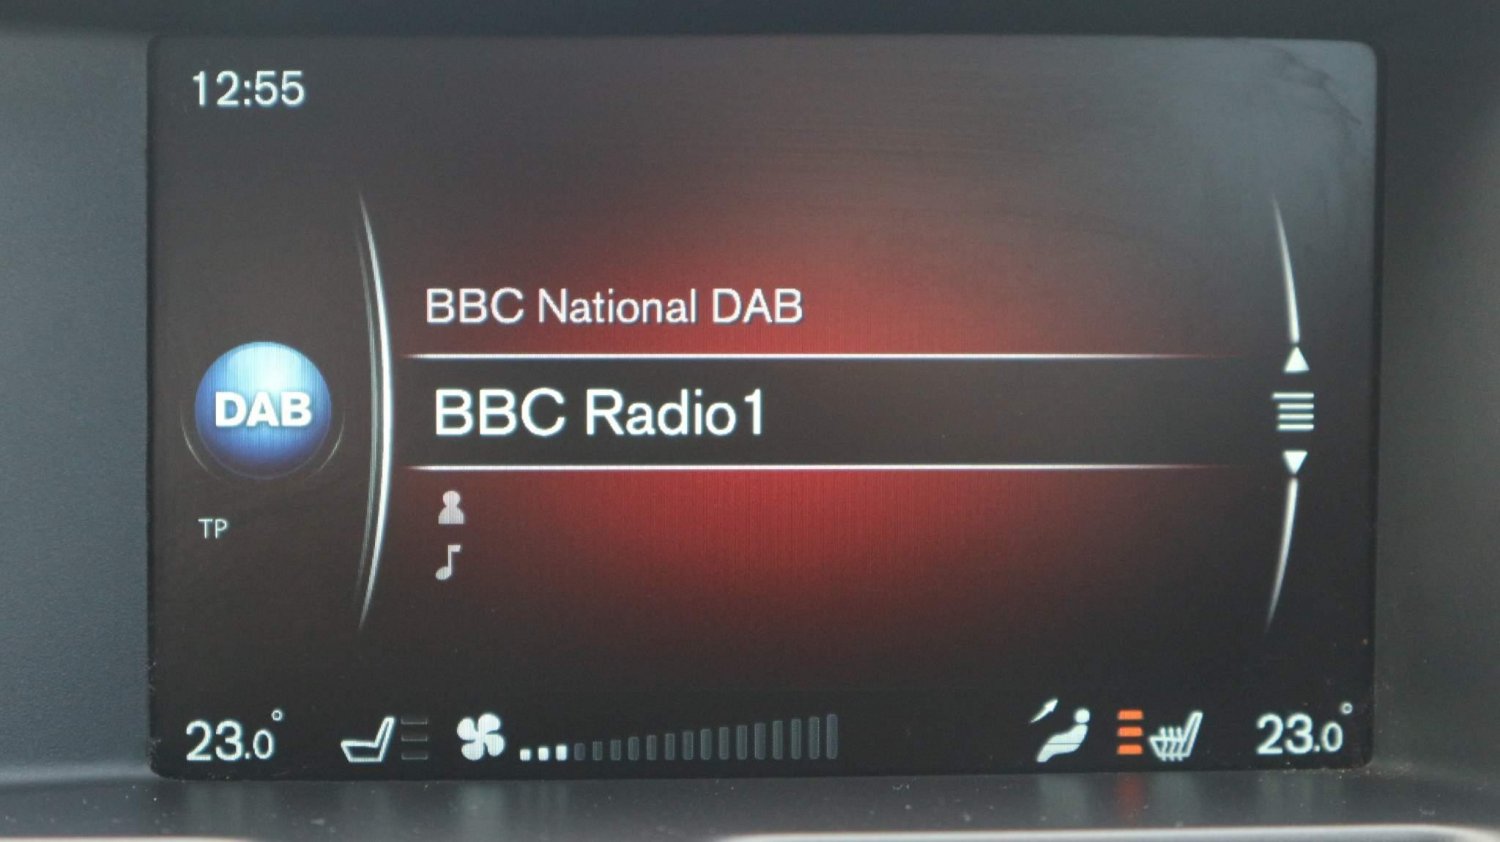 12:55
BBC National DAB
DAB
BBC Radio1
TP
23.0°
23.0°